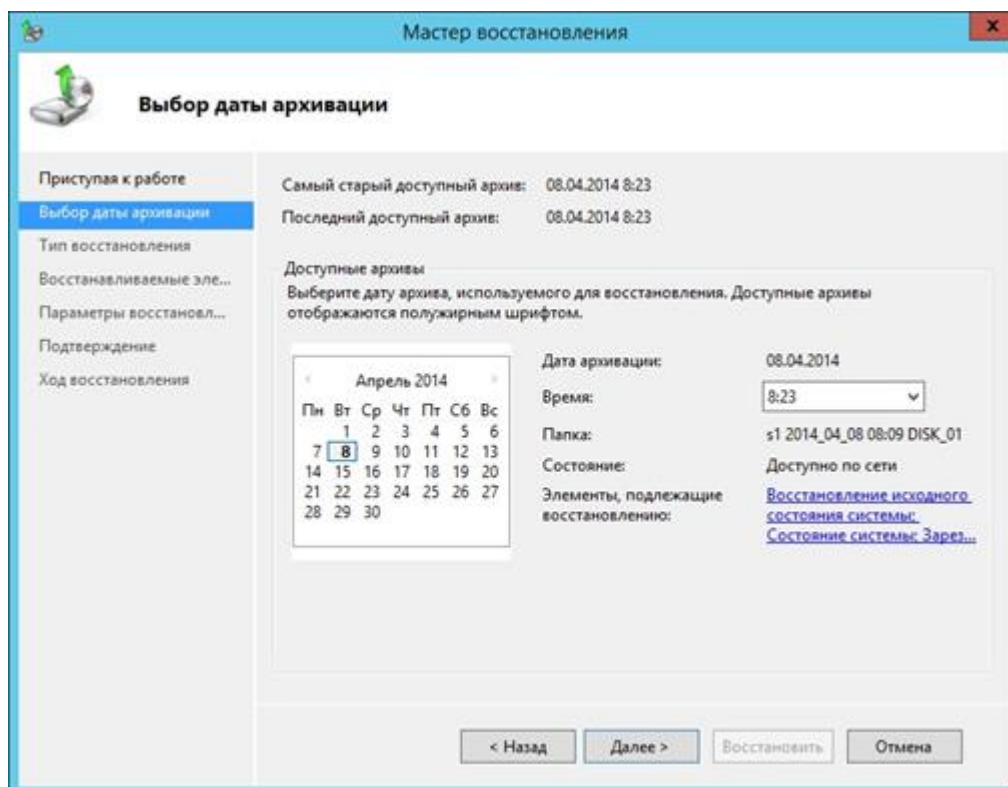 Мастер восстановления
Выбор даты архивации
Приступая к работе
Выбор даты архивации
Тип восстановления
Восстанавливаемые эле...
Параметры восстановл...
Подтверждение
Ход восстановления
Самый старый доступный архив: 08.04.2014 8:23
Последний доступный архив: 08.04.2014 8:23
Доступные архивы
Выберите дату архива, используемого для восстановления. Доступные архивы
отображаются полужирным шрифтом.
Апрель 2014
Пн Вт Ср Чт Пт Сб Вс
1 2 3 4 5 6
7 8 9 10 11 12 13
14 15 16 17 18 19 20
21 22 23 24 25 26 27
28 29 30
Дата архивации: 08.04.2014
Время: 8:23
Папка: s1 2014_04_08 08:09 DISK_01
Состояние: Доступно по сети
Элементы, подлежащие
восстановлению:
Восстановление исходного
состояния системы;
Состояние системы; Зарез...
< Назад
Далее >
Восстановить
Отмена